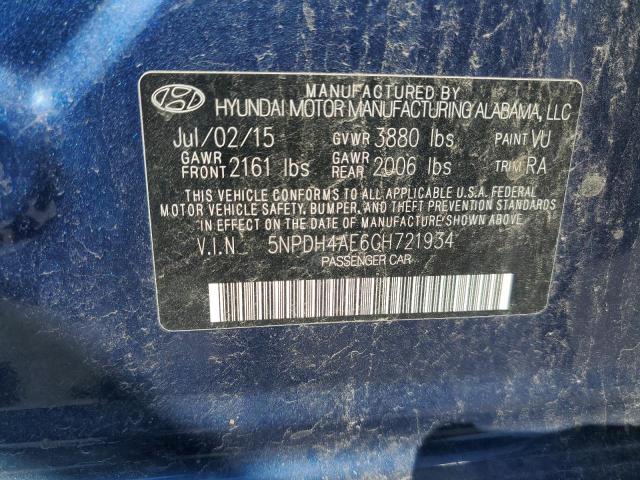 MANUFACTURED BY
HYUNDAI MOTOR MANUFACTURING ALABAMA, LLC
Jul/02/15 GVWR 3880 lbs PAINT VU
GAWR FRONT 2161 lbs GAWR REAR 2006 lbs TRIM RA
THIS VEHICLE CONFORMS TO ALL APPLICABLE U.S.A. FEDERAL
MOTOR VEHICLE SAFETY, BUMPER, AND THEFT PREVENTION STANDARDS
IN EFFECT ON THE DATE OF MANUFACTURE SHOWN ABOVE.
V.I.N. 5NPDH4AE6GH721934
PASSENGER CAR